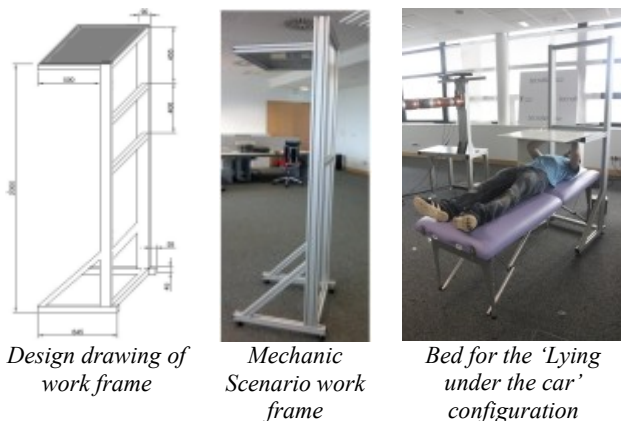 Design drawing of
work frame
Mechanic
Scenario work
frame
Bed for the ‘Lying
under the car’
configuration